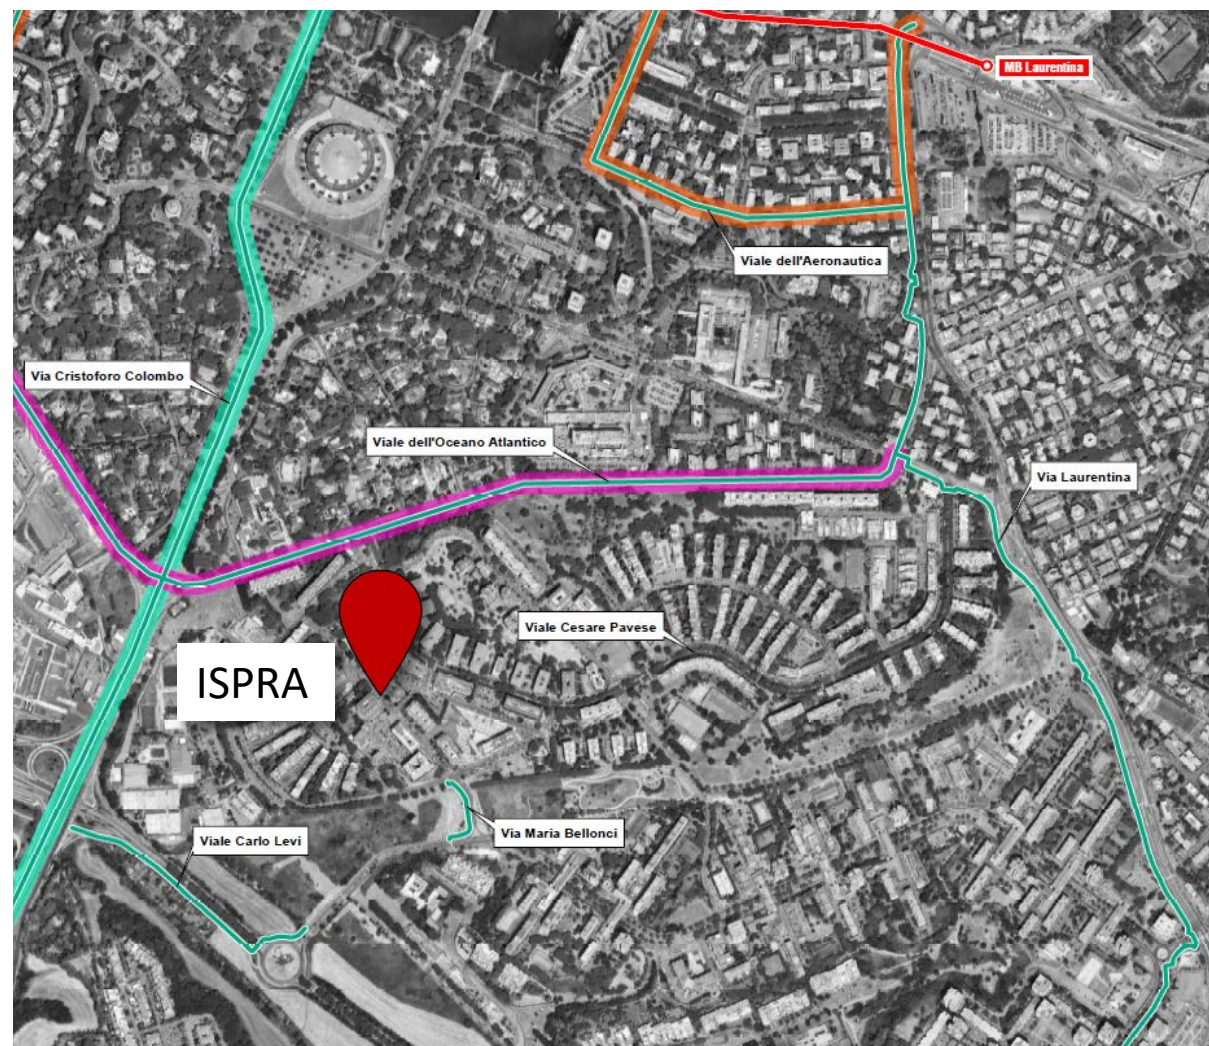 MB Laurentina
Viale dell'Aeronautica
Via Cristoforo Colombo
Viale dell'Oceano Atlantico
Via Laurentina
Viale Cesare Pavese
ISPRA
Via Maria Bellonci
Viale Carlo Levi